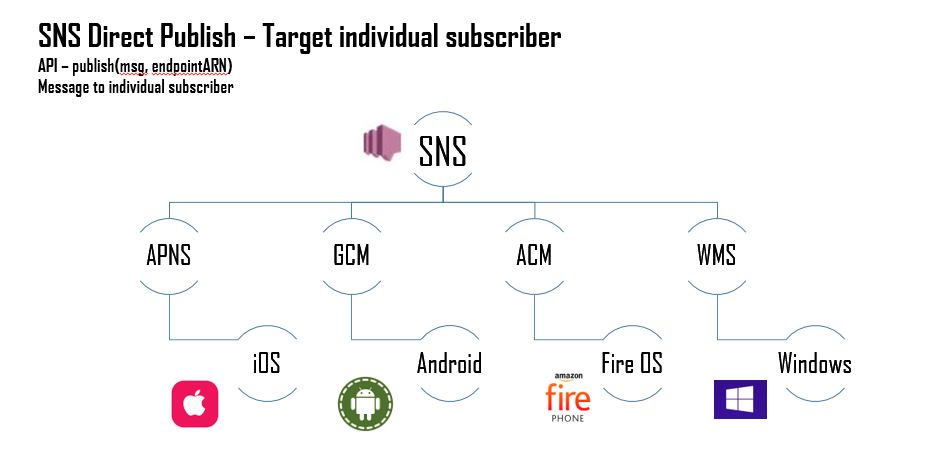 SNS Direct Publish – Target individual subscriber
API – publish(msg, endpointARN)
Message to individual subscriber
SNS
APNS
GCM
ACM
WMS
iOS
Android
Fire OS
Windows
amazon
fire
PHONE